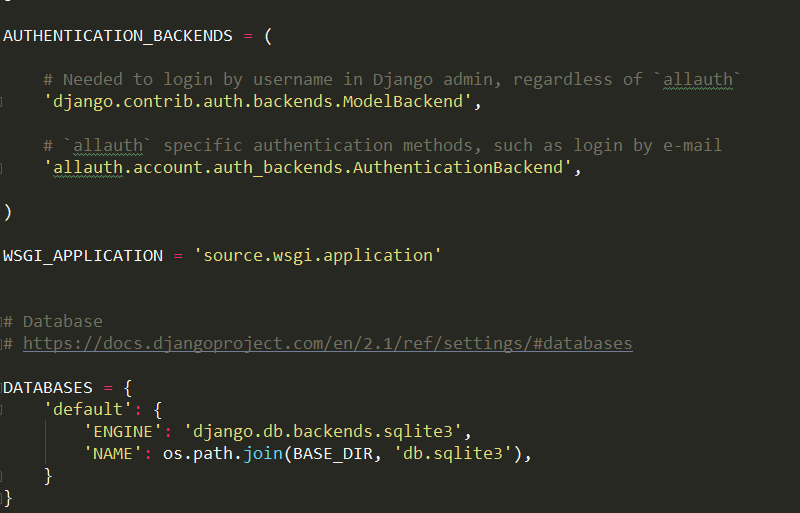 AUTHENTICATION_BACKENDS = (
# Needed to login by username in Django admin, regardless of `allauth`
'django.contrib.auth.backends.ModelBackend',
# `allauth` specific authentication methods, such as login by e-mail
'allauth.account.auth_backends.AuthenticationBackend',
)
WSGI_APPLICATION = 'source.wsgi.application'
# Database
# https://docs.djangoproject.com/en/2.1/ref/settings/#databases
DATABASES = {
'default': {
'ENGINE': 'django.db.backends.sqlite3',
'NAME': os.path.join(BASE_DIR, 'db.sqlite3'),
}
}